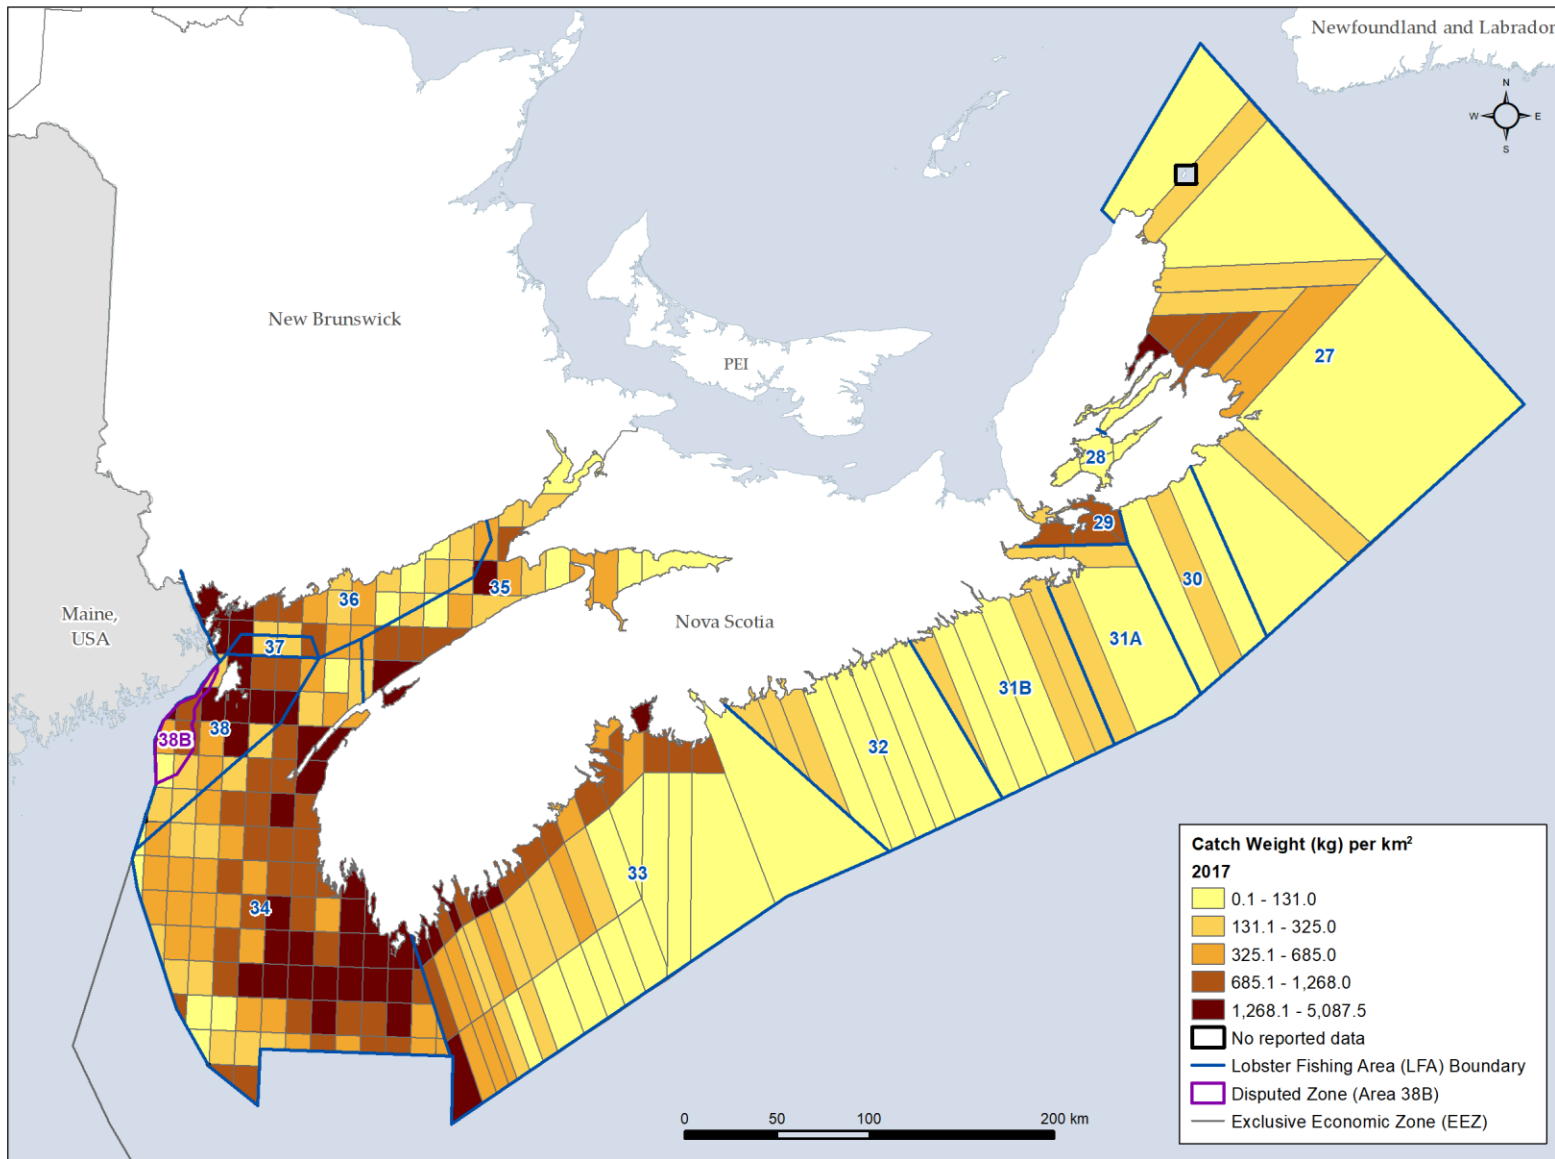 Newfoundland and Labrador
N
W
E
S
New Brunswick
PEI
27
28
29
35
36
30
Maine,
USA
Nova Scotia
37
31A
31B
38
38B
32
33
34
Catch Weight (kg) per km²
2017
0.1 - 131.0
131.1 - 325.0
325.1 - 685.0
685.1 - 1,268.0
1,268.1 - 5,087.5
No reported data
Lobster Fishing Area (LFA) Boundary
Disputed Zone (Area 38B)
Exclusive Economic Zone (EEZ)
0 50 100 200 km